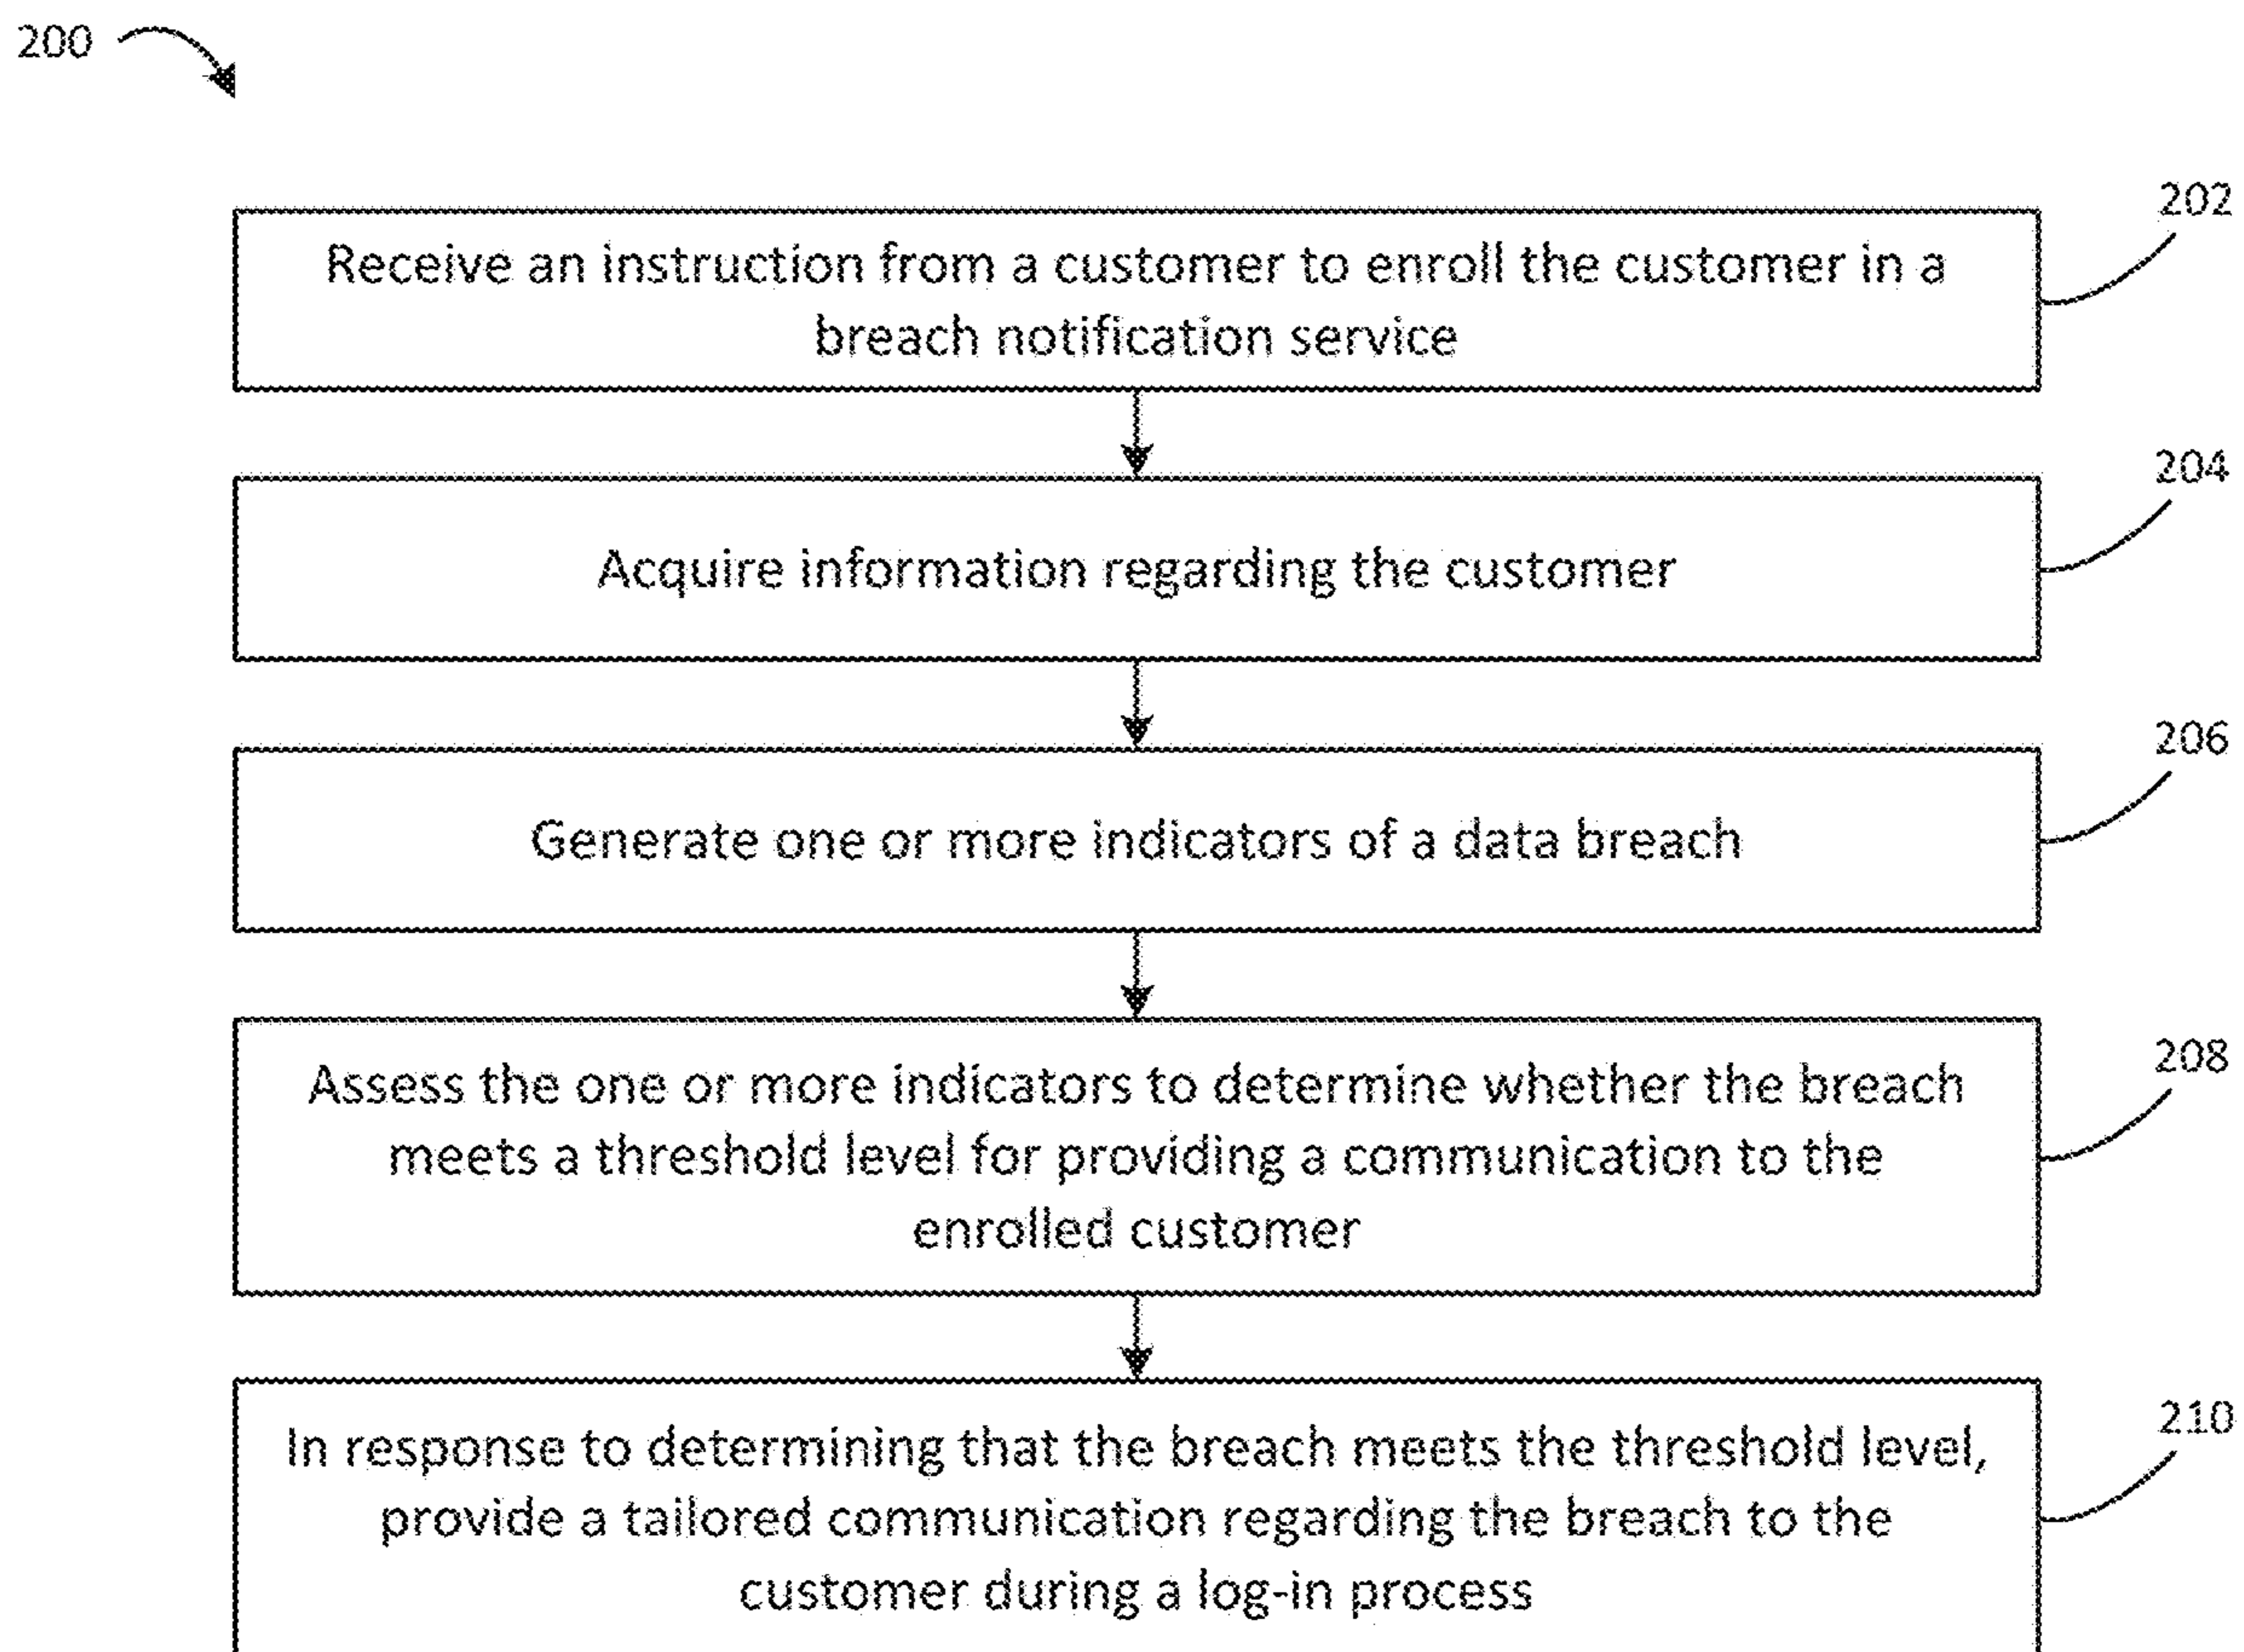 200
202
Receive an instruction from a customer to enroll the customer in a
breach notification service
204
Acquire information regarding the customer
206
Generate one or more indicators of a data breach
208
Assess the one or more indicators to determine whether the breach
meets a threshold level for providing a communication to the
enrolled customer
210
In response to determining that the breach meets the threshold level,
provide a tailored communication regarding the breach to the
customer during a log-in process